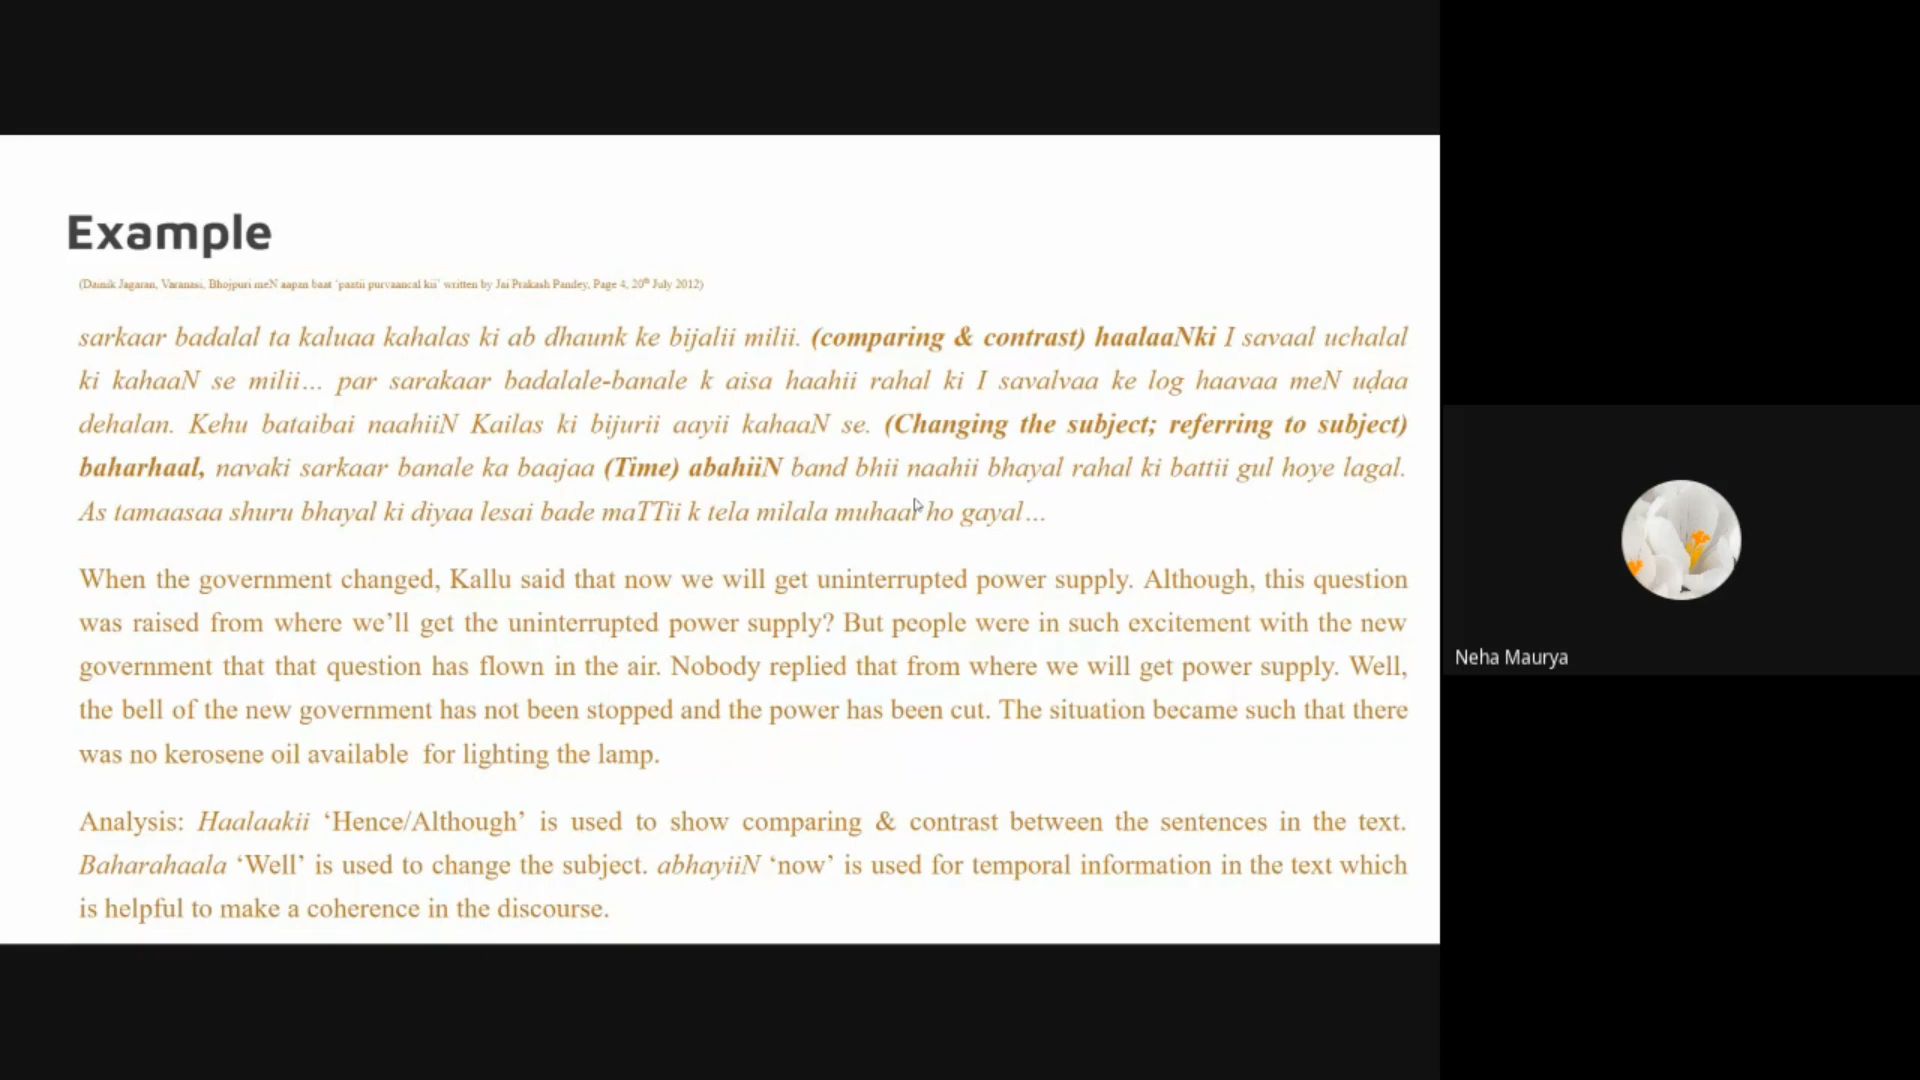 Example
(Dainik Jagaran, Varanasi, Bhojpuri meN aapan baat ‘paatii purvaancal kii’ written by Jai Prakash Pandey, Page 4, 20th July 2012)
sarkaar badalal ta kaluaa kahalas ki ab dhaunk ke bijalii milii. (comparing & contrast) haalaaNki I savaal uchalal
ki kahaaN se milii... par sarakaar badalale-banale k aisa haahii rahal ki I savalvaa ke log haavaa meN uḍaa
dehalan. Kehu bataibai naahiiN Kailas ki bijurii aayii kahaaN se. (Changing the subject; referring to subject)
baharhaal, navaki sarkaar banale ka baajaa (Time) abahiiN band bhii naahii bhayal rahal ki battii gul hoye lagal.
As tamaasaa shuru bhayal ki diyaa lesai bade maTTii k tela milala muhaal ho gayal...
When the government changed, Kallu said that now we will get uninterrupted power supply. Although, this question
was raised from where we’ll get the uninterrupted power supply? But people were in such excitement with the new
government that that question has flown in the air. Nobody replied that from where we will get power supply. Well,
the bell of the new government has not been stopped and the power has been cut. The situation became such that there
was no kerosene oil available for lighting the lamp.
Analysis: Haalaakii ‘Hence/Although’ is used to show comparing & contrast between the sentences in the text.
Baharahaala ‘Well’ is used to change the subject. abhayiiN ‘now’ is used for temporal information in the text which
is helpful to make a coherence in the discourse.
Neha Maurya